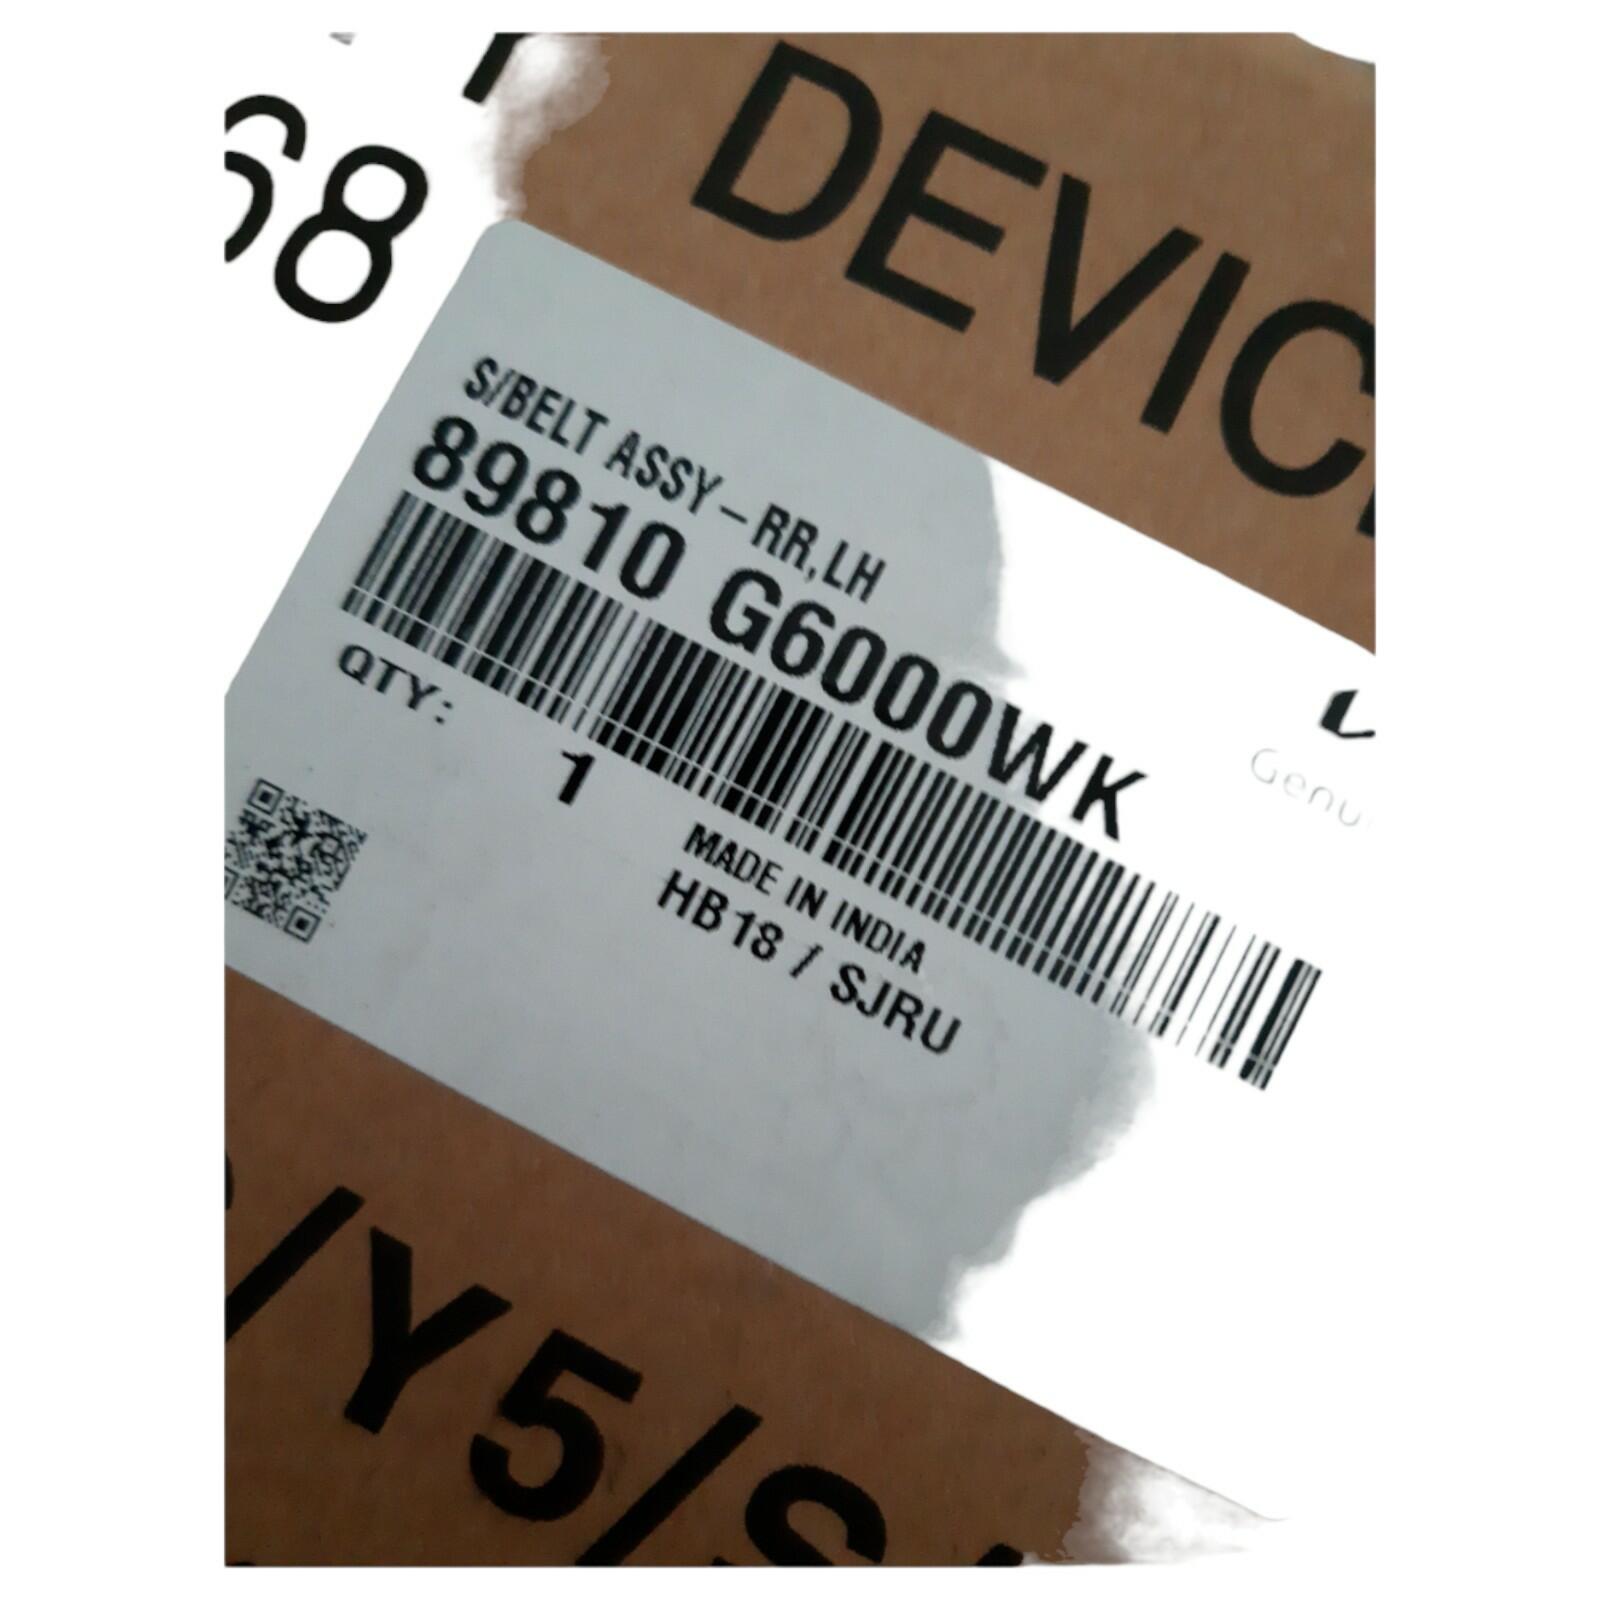 68
DEVIC
S/BELT ASSY-RR,LH
89810 G6000WK
QTY:
1
Genu
MADE IN INDIA
HB18 / SJRU
/Y5/S